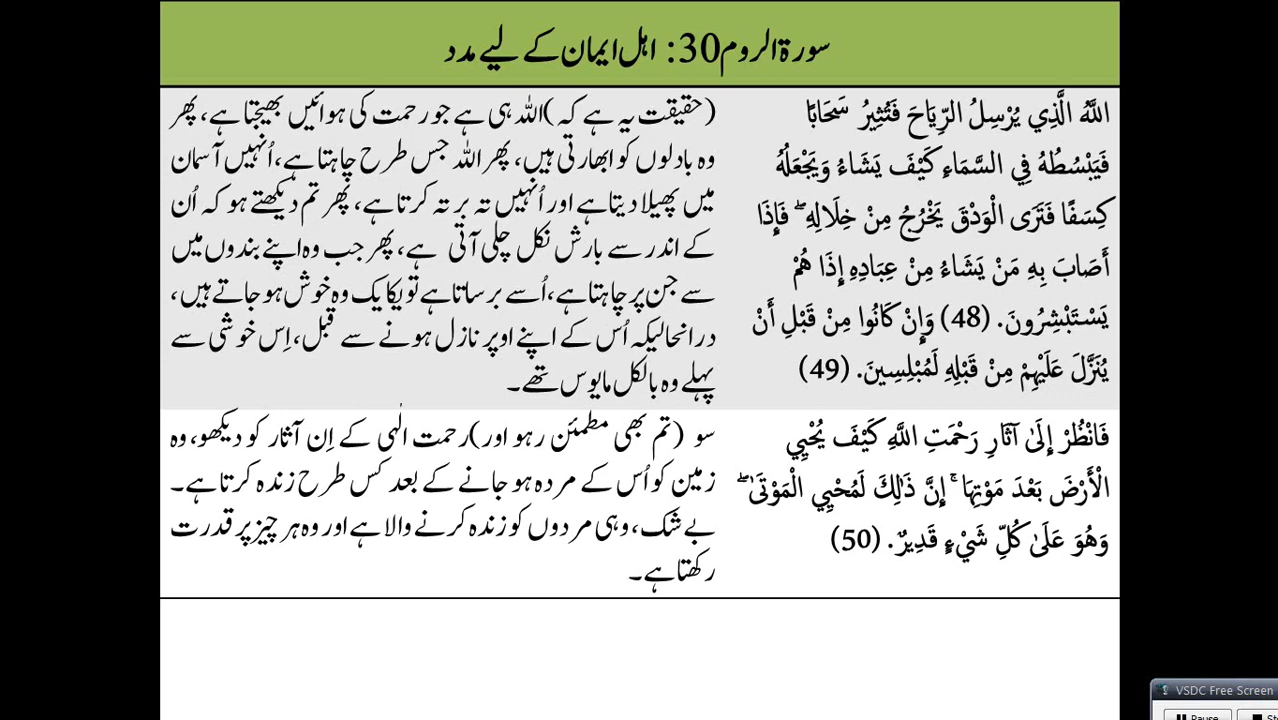 سورۃ الروم30: اہل ایمان کے لیے مدد
اللَّهُ الَّذِي يُرْسِلُ الرِّيَاحَ فَتُثِيرُ سَحَابًا
فَيَبْسُطُهُ فِي السَّمَاءِ كَيْفَ يَشَاءُ وَيَجْعَلُهُ
كِسَفًا فَتَرَى الْوَدْقَ يَخْرُجُ مِنْ خِلَالِهِ ۖ فَإِذَا
أَصَابَ بِهِ مَنْ يَشَاءُ مِنْ عِبَادِهِ إِذَا هُمْ
يَسْتَبْشِرُونَ. (48) وَإِنْ كَانُوا مِنْ قَبْلِ أَنْ
يُنَزَّلَ عَلَيْهِمْ مِنْ قَبْلِهِ لَمُبْلِسِينَ. (49)
(حقیقت یہ ہے کہ)اللہ ہی ہے جو رحمت کی ہوائیں بھیجتا ہے، پھر
وہ بادلوں کو ابھارتی ہیں، پھر اللہ جس طرح چاہتا ہے، اُنھیں آسمان
میں پھیلا دیتا ہے اور اُنھیں تہ بر تہ کرتا ہے، پھر تم دیکھتے ہو کہ اُن
کے اندر سے بارش نکل چلی آتی ہے، پھر جب وہ اپنے بندوں میں
سے جن پر چاہتا ہے، اُسے برساتا ہے تو یکایک وہ خوش ہو جاتے ہیں،
دراںحالیکہ اُس کے اپنے اوپر نازل ہونے سے قبل، اِس خوشی سے
پہلے وہ بالکل مایوس تھے۔
فَانْظُرْ إِلَىٰ آثَارِ رَحْمَتِ اللَّهِ كَيْفَ يُحْيِي
الْأَرْضَ بَعْدَ مَوْتِهَا ۚ إِنَّ ذَٰلِكَ لَمُحْيِي الْمَوْتَىٰ ۖ
وَهُوَ عَلَىٰ كُلِّ شَيْءٍ قَدِيرٌ. (50)
سو (تم بھی مطمئن رہو اور)رحمت الٰہی کے اِن آثار کو دیکھو، وہ
زمین کو اُس کے مردہ ہو جانے کے بعد کس طرح زندہ کرتا ہے۔
بے شک، وہی مردوں کو زندہ کرنے والا ہے اور وہ ہر چیز پر قدرت
رکھتا ہے۔
VSDC Free Screen
Pause